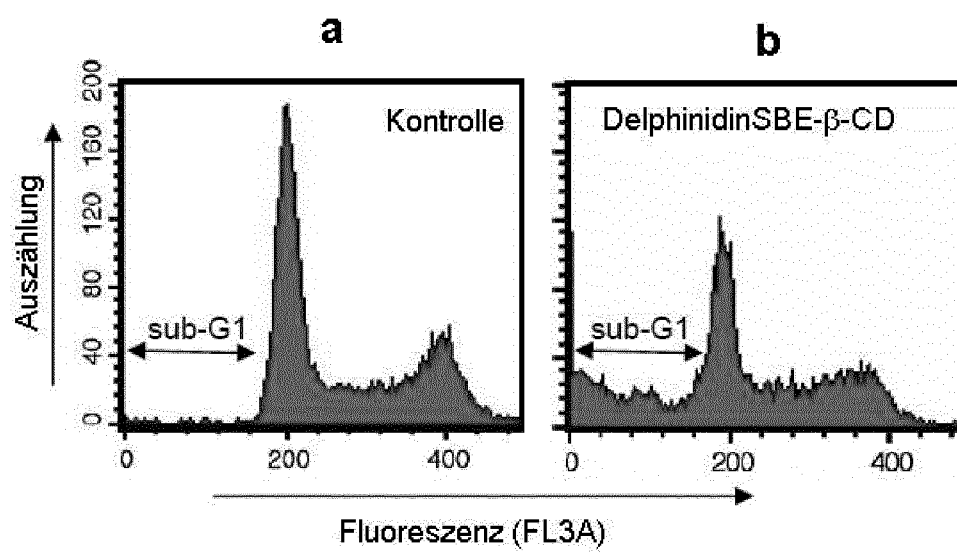 a
b
Kontrolle
DelphinidinSBE-β-CD
Auszählung
200
160
120
80
40
0
sub-G1
sub-G1
0 200 400
0 200 400
Fluoreszenz (FL3A)